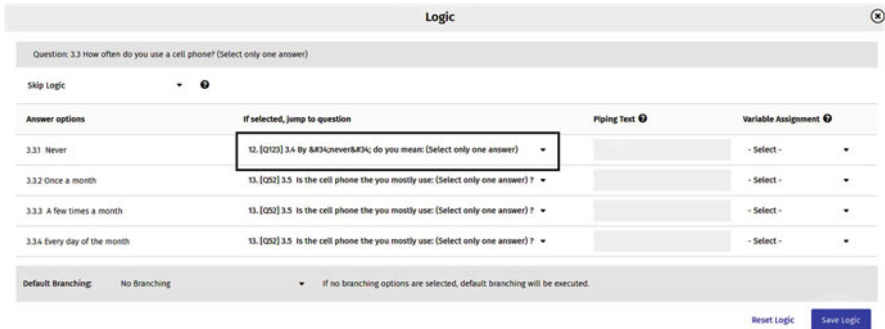 Logic
Question: 3.3 How often do you use a cell phone? (Select only one answer)
Skip Logic
Answer options If selected, jump to question Piping Text Variable Assignment
3.3.1 Never 12. [Q123] 3.4 By &#34;never&#34; do you mean: (Select only one answer) - Select -
3.3.2 Once a month 13. [Q52] 3.5 Is the cell phone the you mostly use: (Select only one answer) ? - Select -
3.3.3 A few times a month 13. [Q52] 3.5 Is the cell phone the you mostly use: (Select only one answer) ? - Select -
3.3.4 Every day of the month 13. [Q52] 3.5 Is the cell phone the you mostly use: (Select only one answer) ? - Select -
Default Branching: No Branching If no branching options are selected, default branching will be executed.
Reset Logic Save Logic